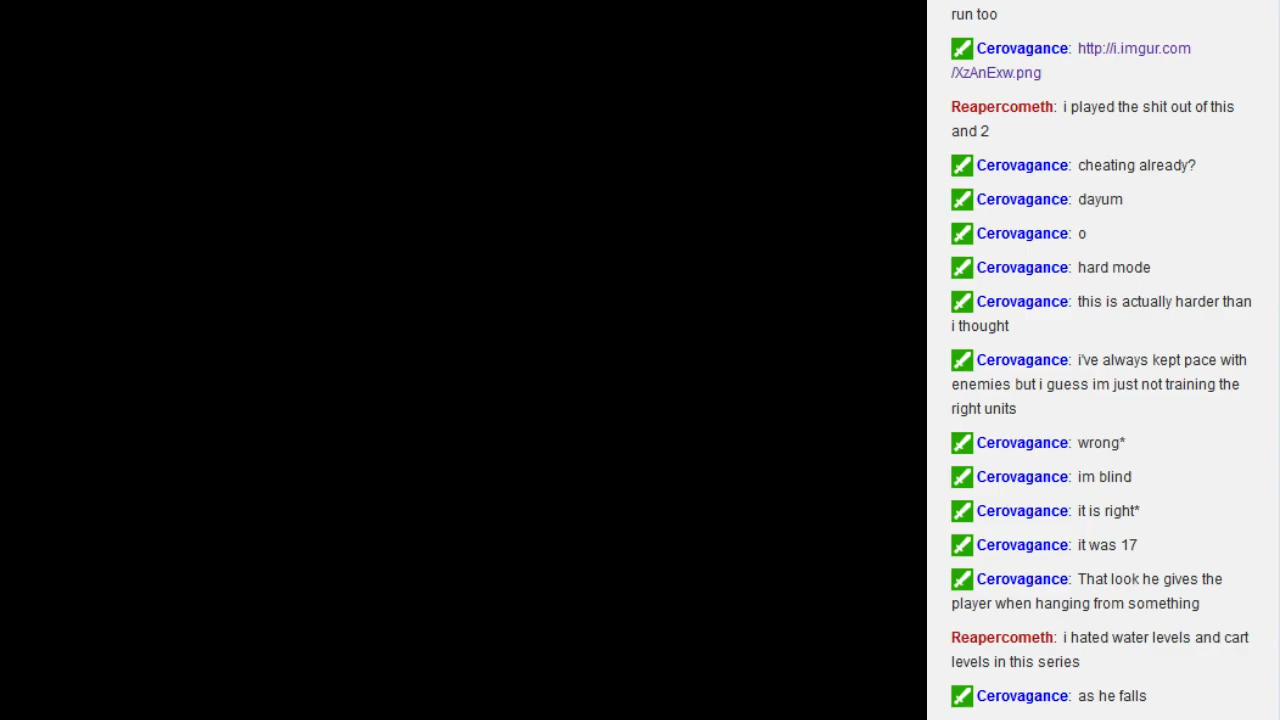 run too
Cerovagance: http://i.imgur.com
/XzAnExw.png
Reapercometh: i played the shit out of this
and 2
Cerovagance: cheating already?
Cerovagance: dayum
Cerovagance: o
Cerovagance: hard mode
Cerovagance: this is actually harder than
i thought
Cerovagance: i've always kept pace with
enemies but i guess im just not training the
right units
Cerovagance: wrong*
Cerovagance: im blind
Cerovagance: it is right*
Cerovagance: it was 17
Cerovagance: That look he gives the
player when hanging from something
Reapercometh: i hated water levels and cart
levels in this series
Cerovagance: as he falls